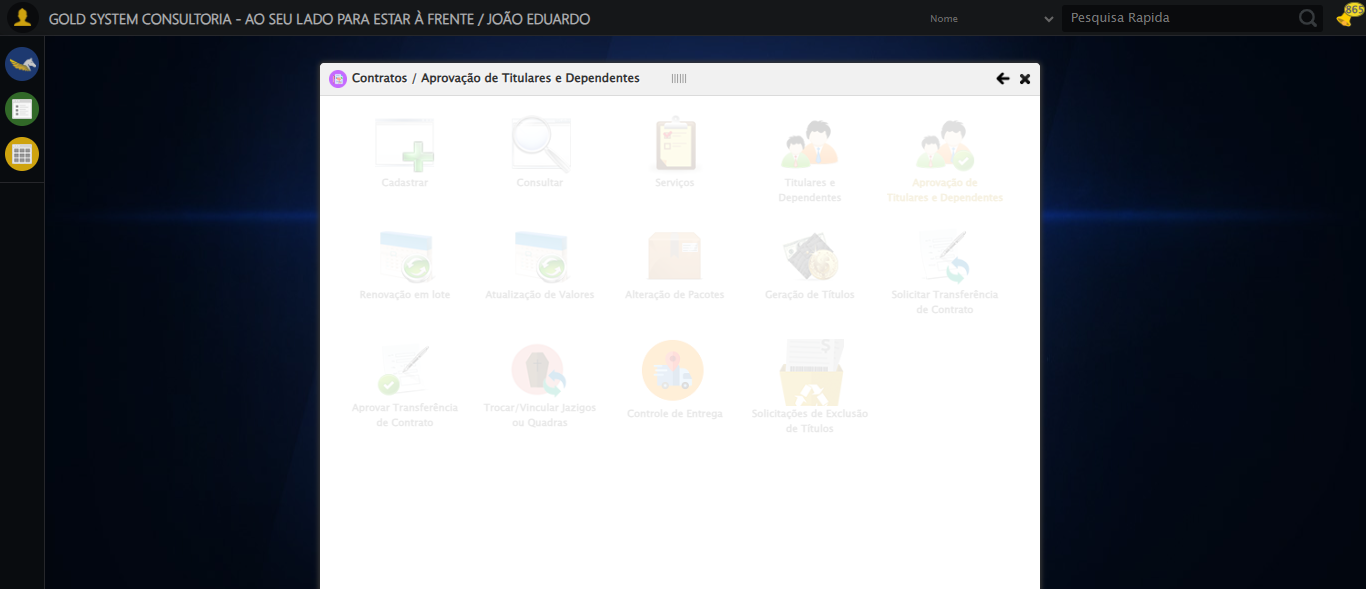 GOLD SYSTEM CONSULTORIA - AO SEU LADO PARA ESTAR À FRENTE / JOÃO EDUARDO
Nome
Pesquisa Rapida
865
Contratos / Aprovação de Titulares e Dependentes
Cadastrar
Consultar
Serviços
Titulares e
Dependentes
Aprovação de
Titulares e Dependentes
Renovação em lote
Atualização de Valores
Alteração de Pacotes
Geração de Títulos
Solicitar Transferência
de Contrato
Aprovar Transferência
de Contrato
Trocar/Vincular Jazigos
ou Quadras
Controle de Entrega
Solicitações de Exclusão
de Títulos